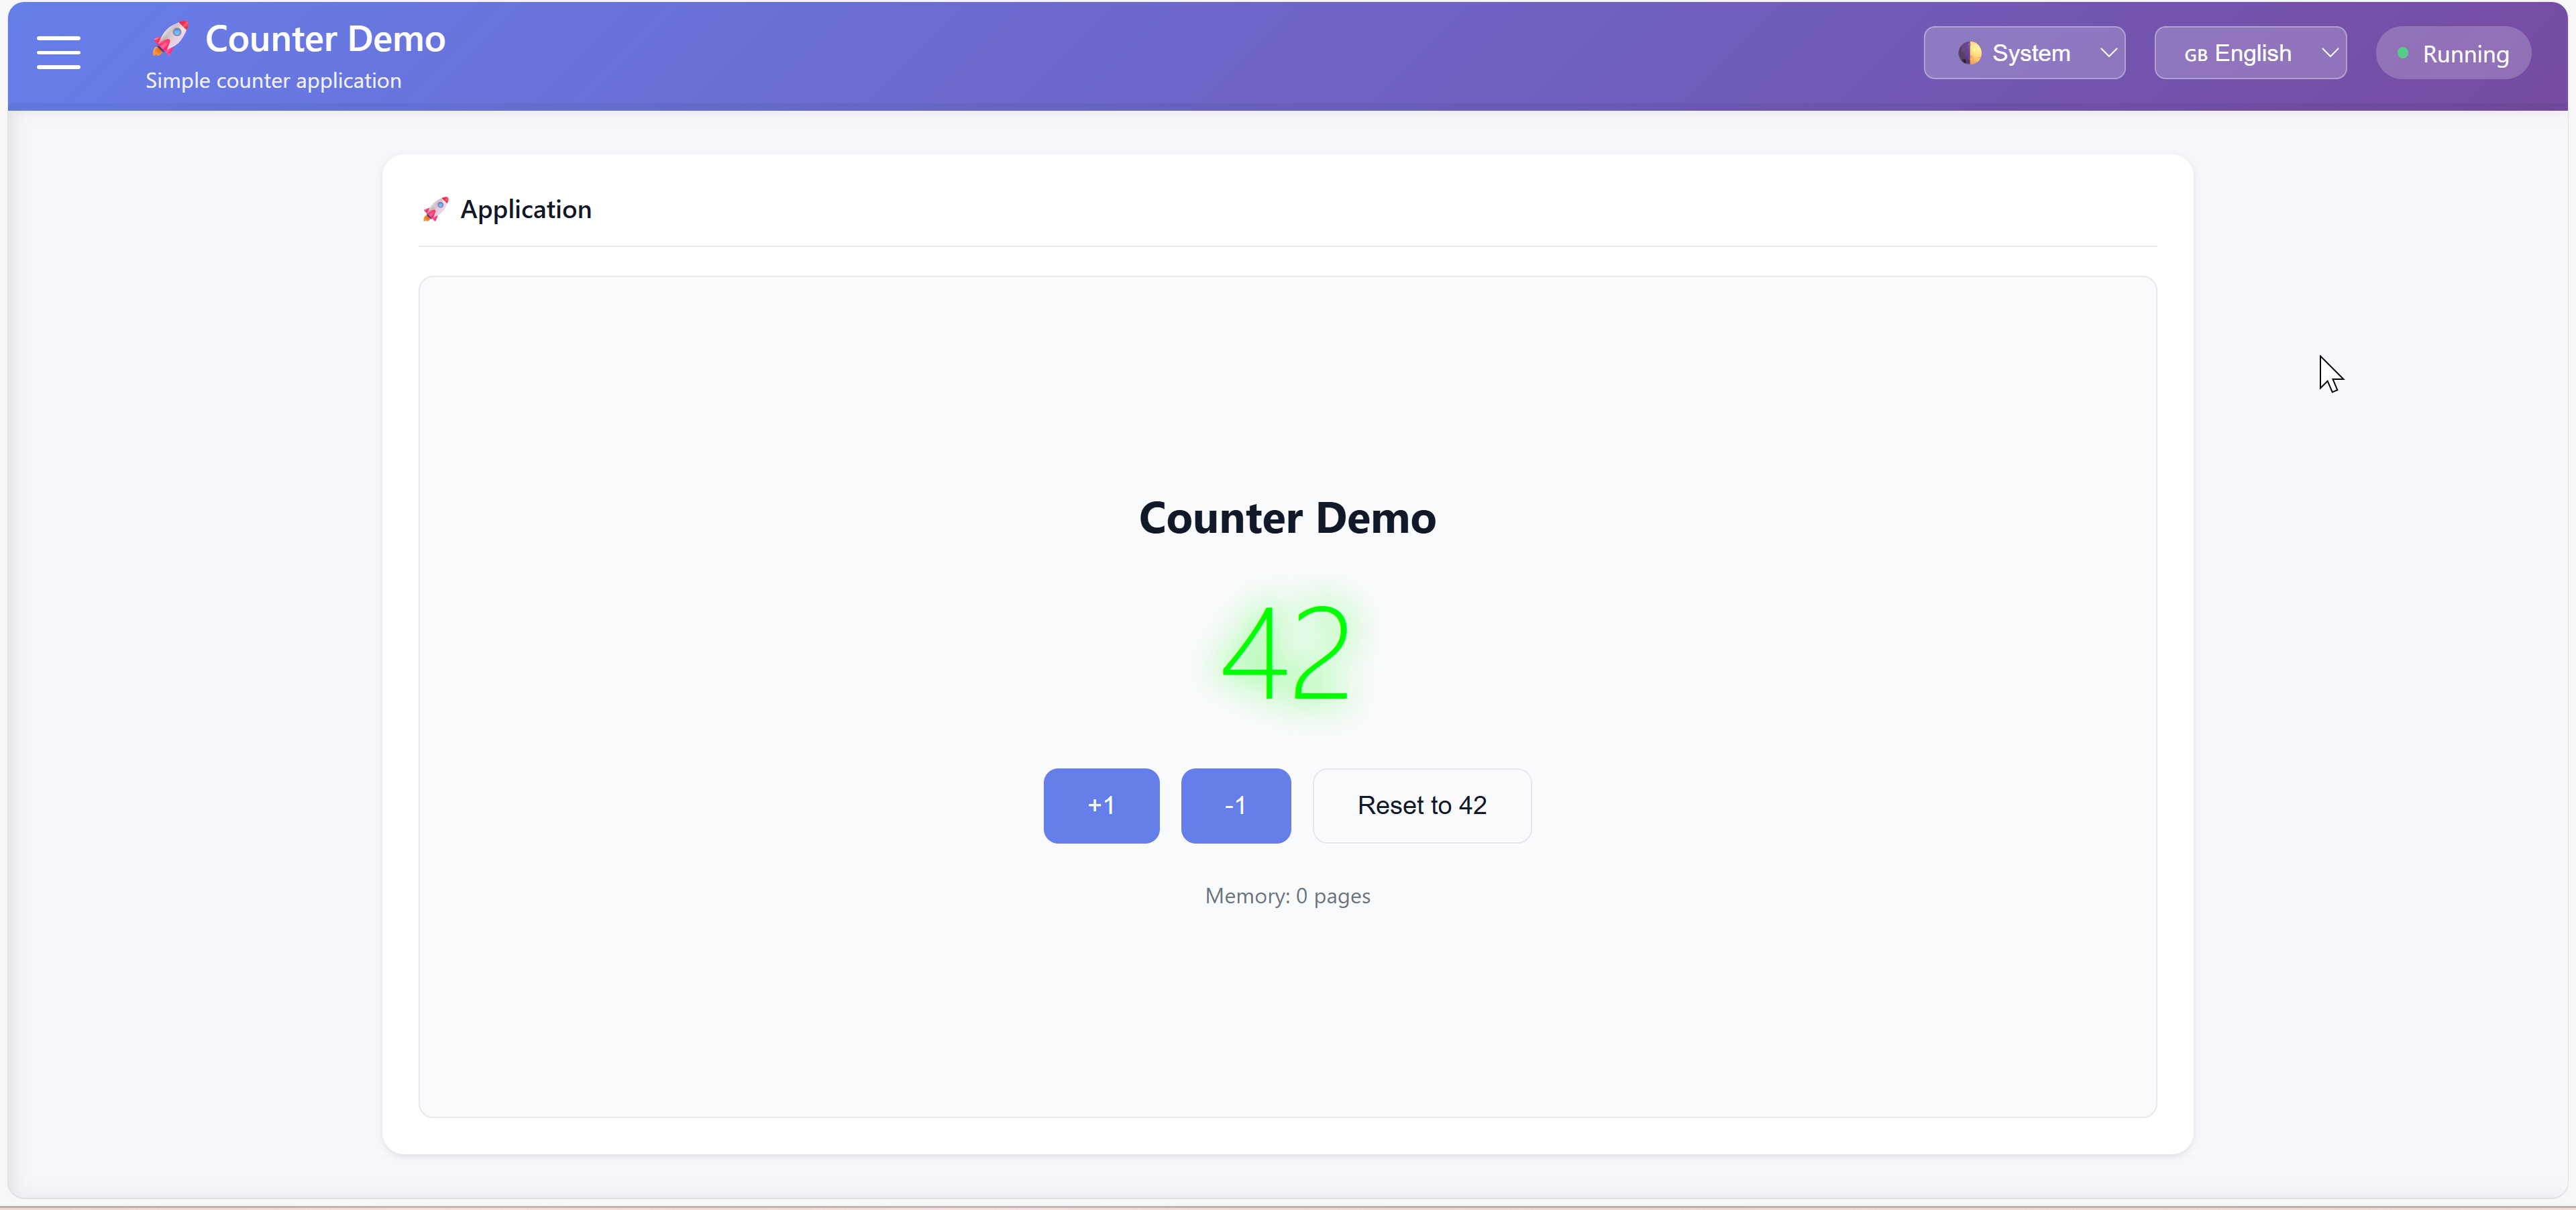 🚀 Counter Demo
Simple counter application
🌓 System
GB English
Running
🚀 Application
Counter Demo
42
+1
-1
Reset to 42
Memory: 0 pages